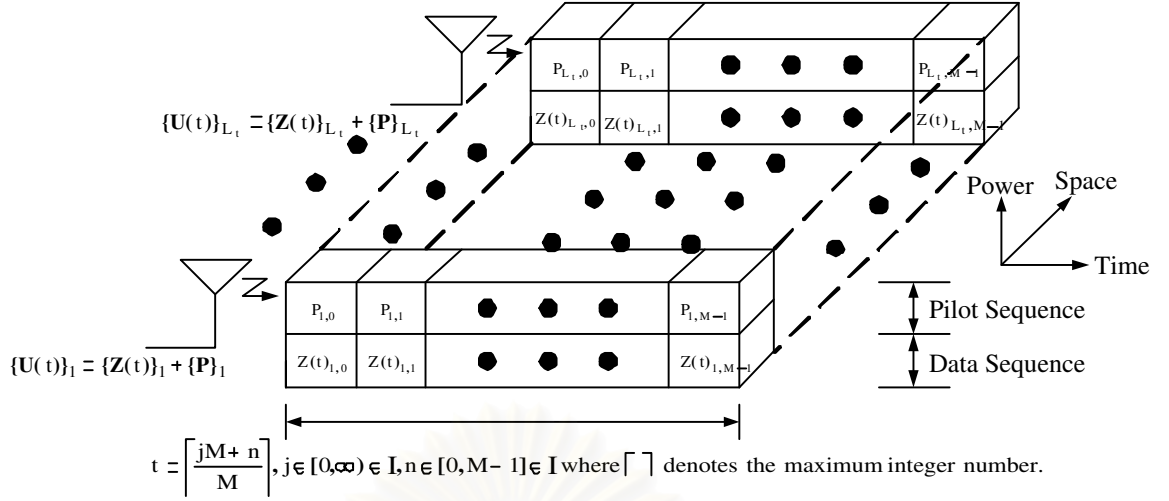 P_{L_t,0} P_{L_t,1} P_{L_t,M−1}
{U(t)}_{L_t} = {Z(t)}_{L_t} + {P}_{L_t}
Z(t)_{L_t,0} Z(t)_{L_t,1} Z(t)_{L_t,M−1}
Power Space
Time
P_{1,0} P_{1,1} P_{1,M−1}
Pilot Sequence
{U(t)}_1 = {Z(t)}_1 + {P}_1
Z(t)_{1,0} Z(t)_{1,1} Z(t)_{1,M−1}
Data Sequence
t = ⌈(jM + n)/M⌉, j ∈ [0,∞) ∈ I, n ∈ [0, M − 1] ∈ I where ⌈ ⌉ denotes the maximum integer number.